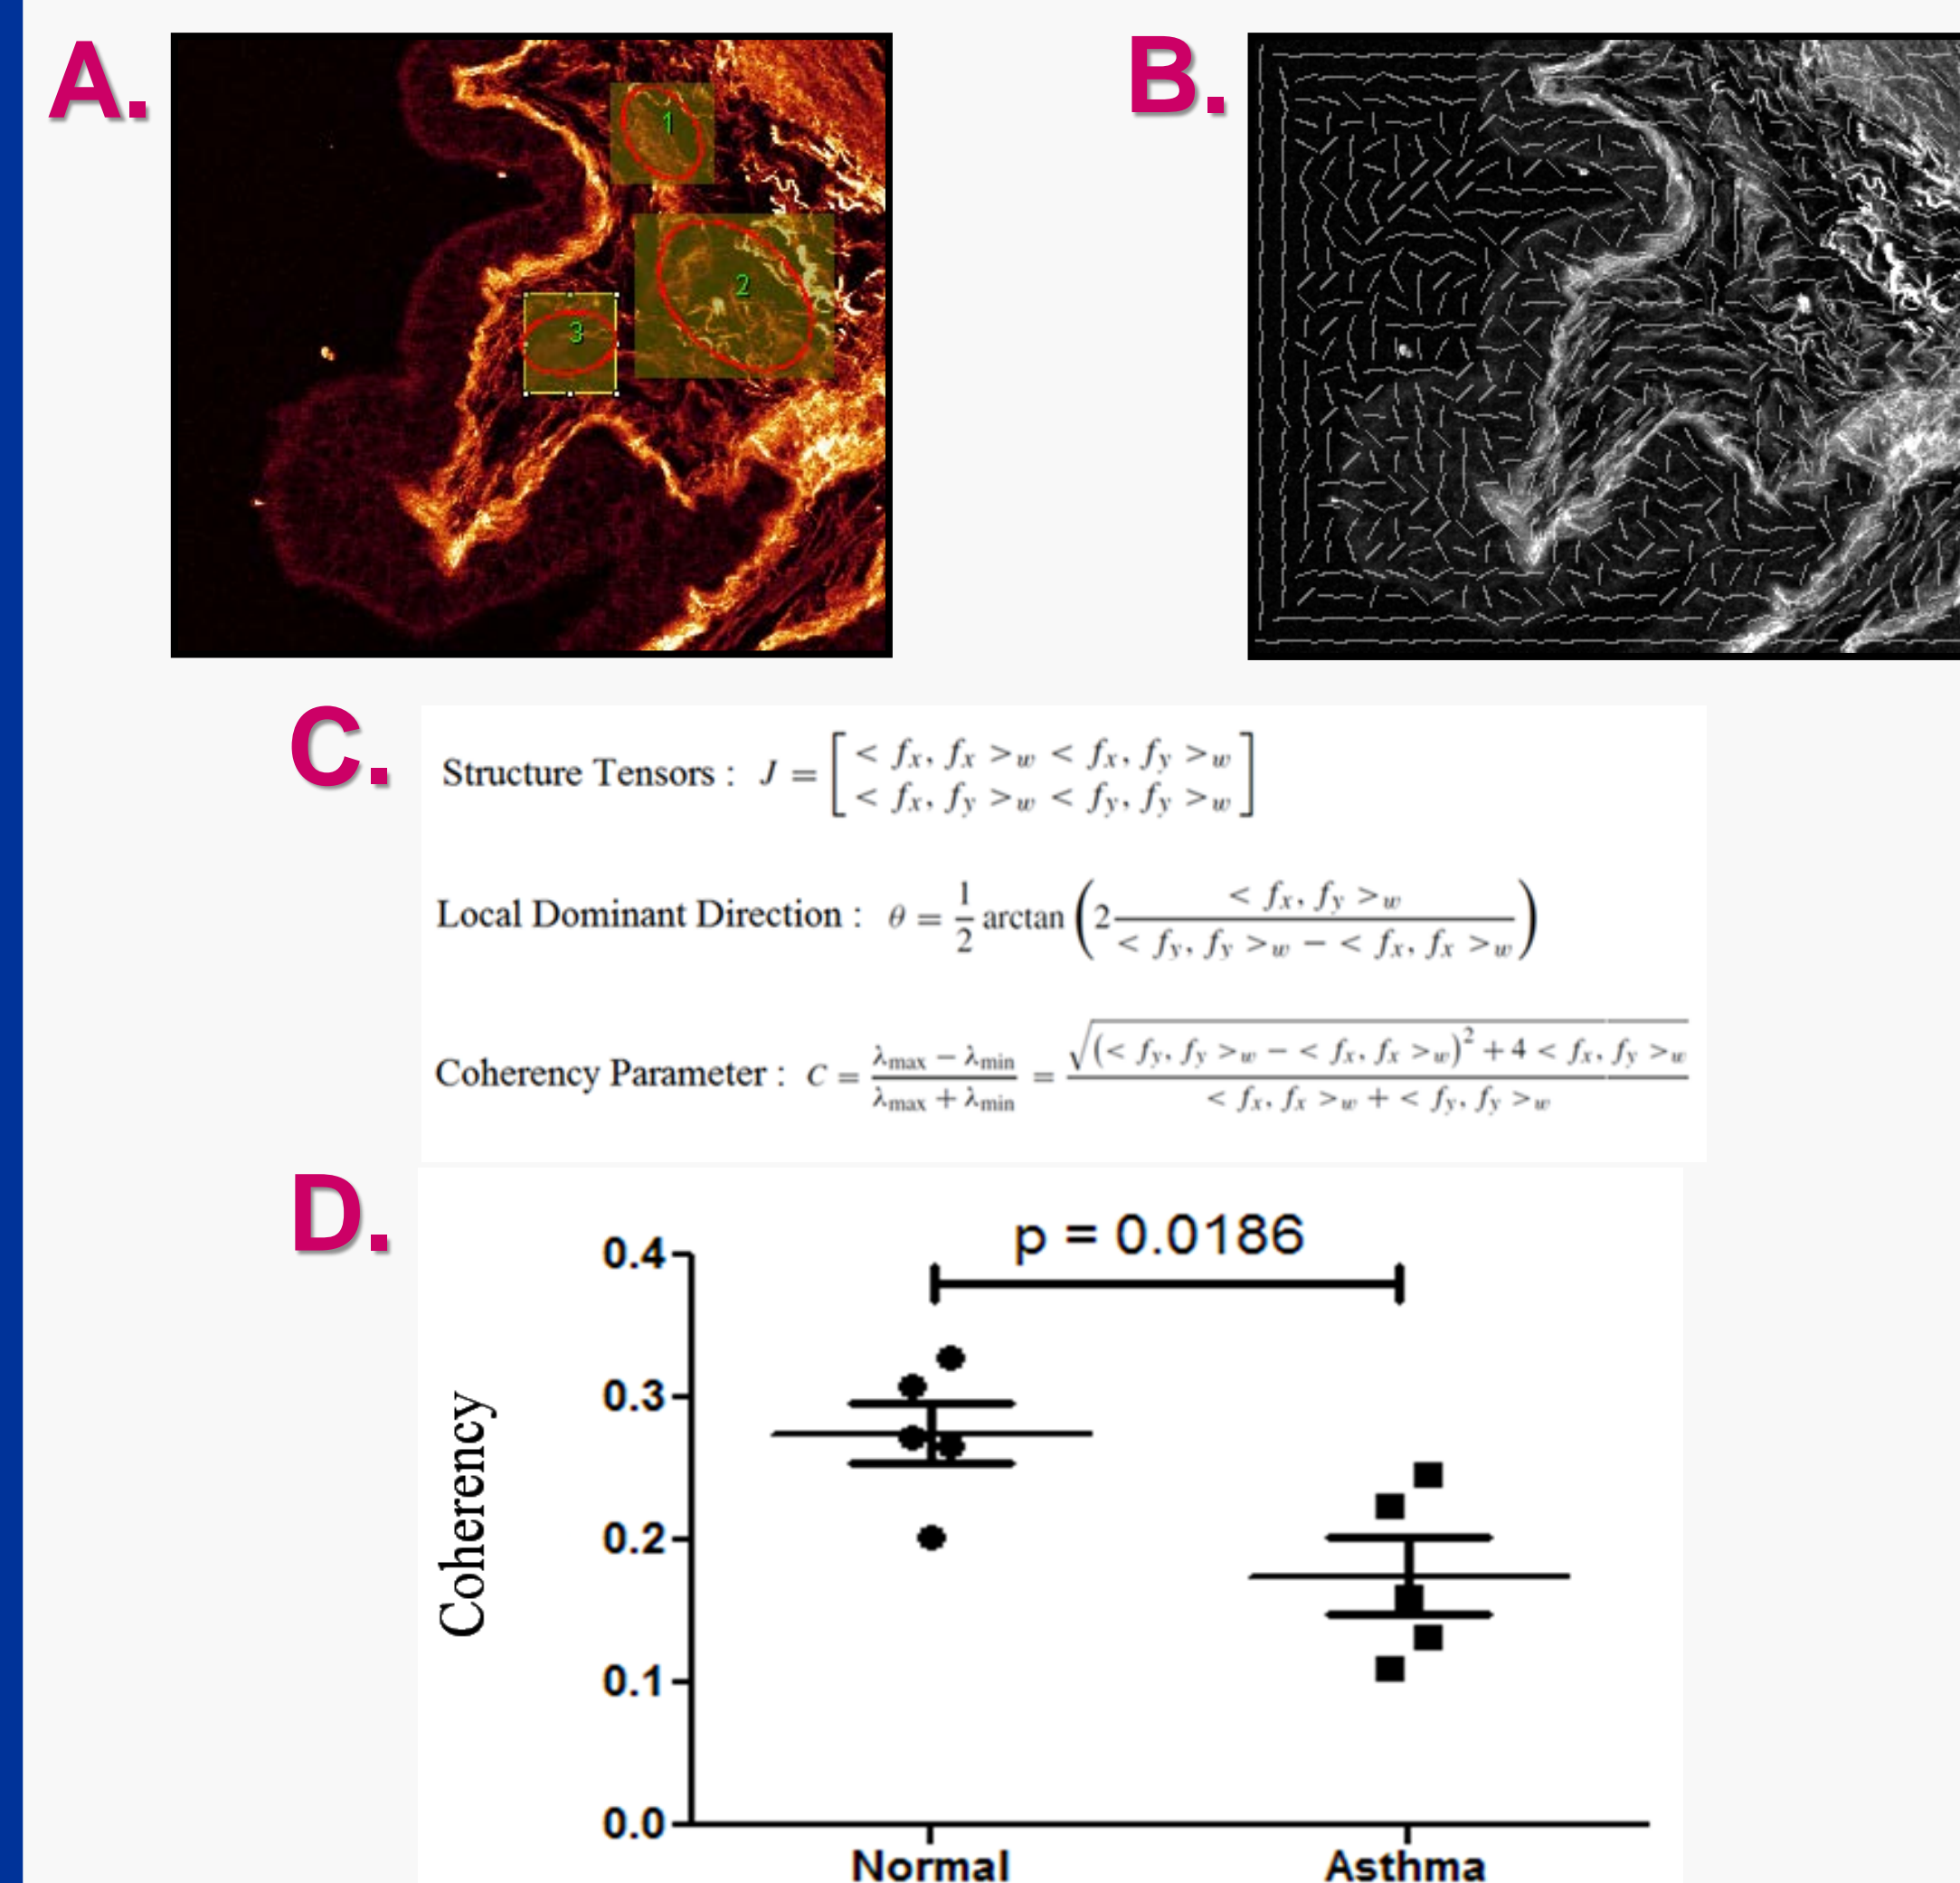 A.
B.
1
2
3
C.
Structure Tensors : J = [ < fx, fx >w < fx, fy >w
< fx, fy >w < fy, fy >w ]
Local Dominant Direction : θ = 1/2 arctan (2 < fx, fy >w / < fy, fy >w − < fx, fx >w)
Coherency Parameter : C = λmax − λmin / λmax + λmin = √(< fy, fy >w − < fx, fx >w)² + 4 < fx, fy >w / < fx, fx >w + < fy, fy >w
D.
p = 0.0186
0.4
0.3
0.2
0.1
0.0
Coherency
Normal Asthma